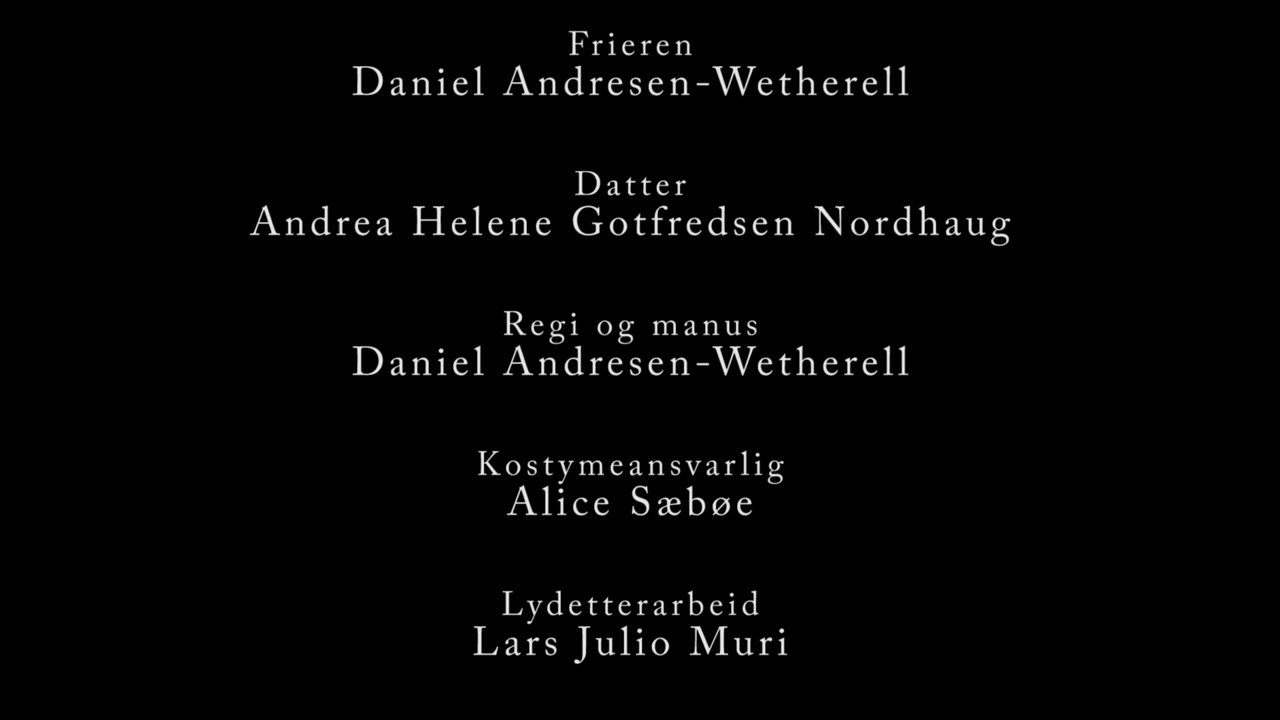 Frieren
Daniel Andresen-Wetherell
Datter
Andrea Helene Gotfredsen Nordhaug
Regi og manus
Daniel Andresen-Wetherell
Kostymeansvarlig
Alice Sæbøe
Lydetterarbeid
Lars Julio Muri